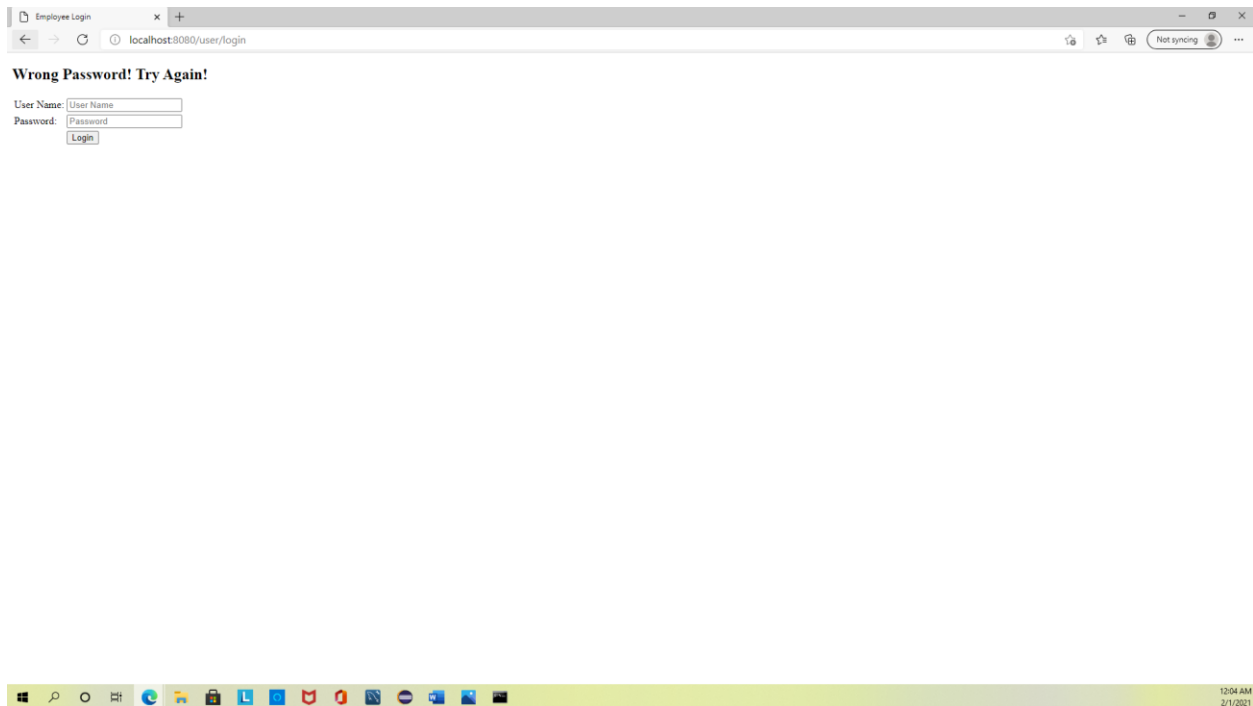 Employee Login
localhost:8080/user/login
Not syncing
Wrong Password! Try Again!
User Name: User Name
Password: Password
Login
L
W
12:04 AM
2/1/2021